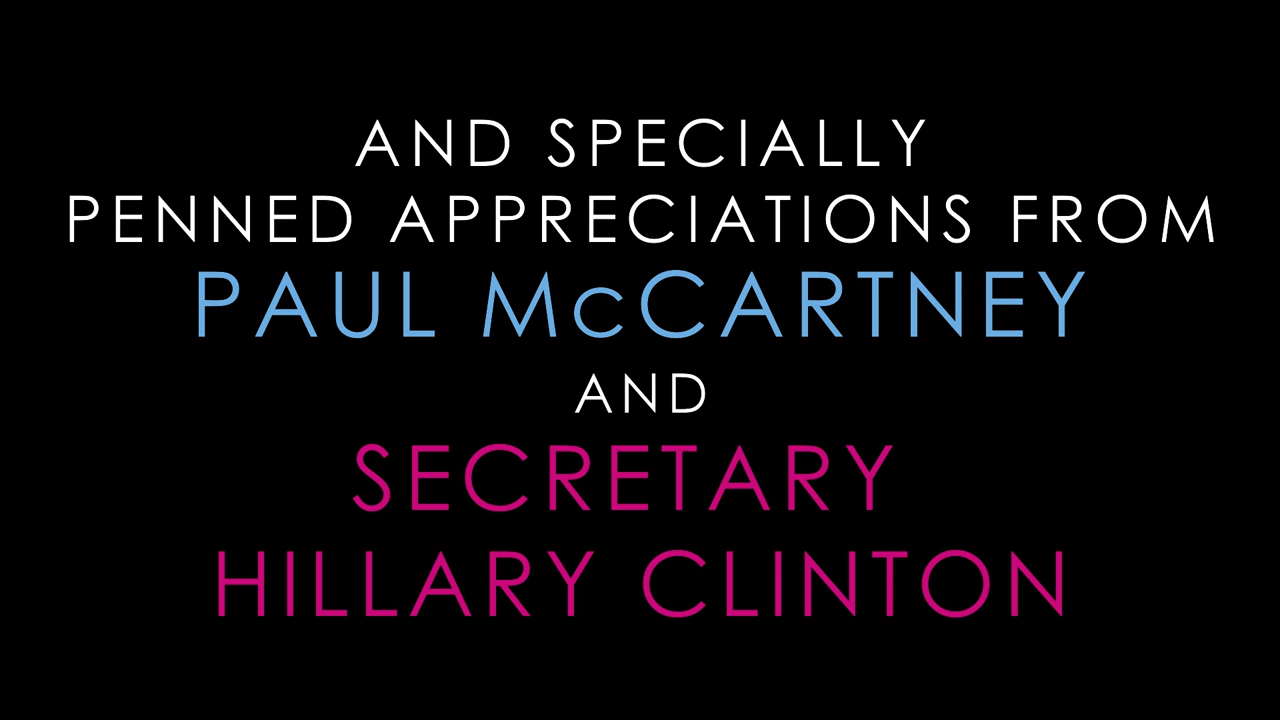 AND SPECIALLY
PENNED APPRECIATIONS FROM
PAUL McCARTNEY
AND
SECRETARY
HILLARY CLINTON